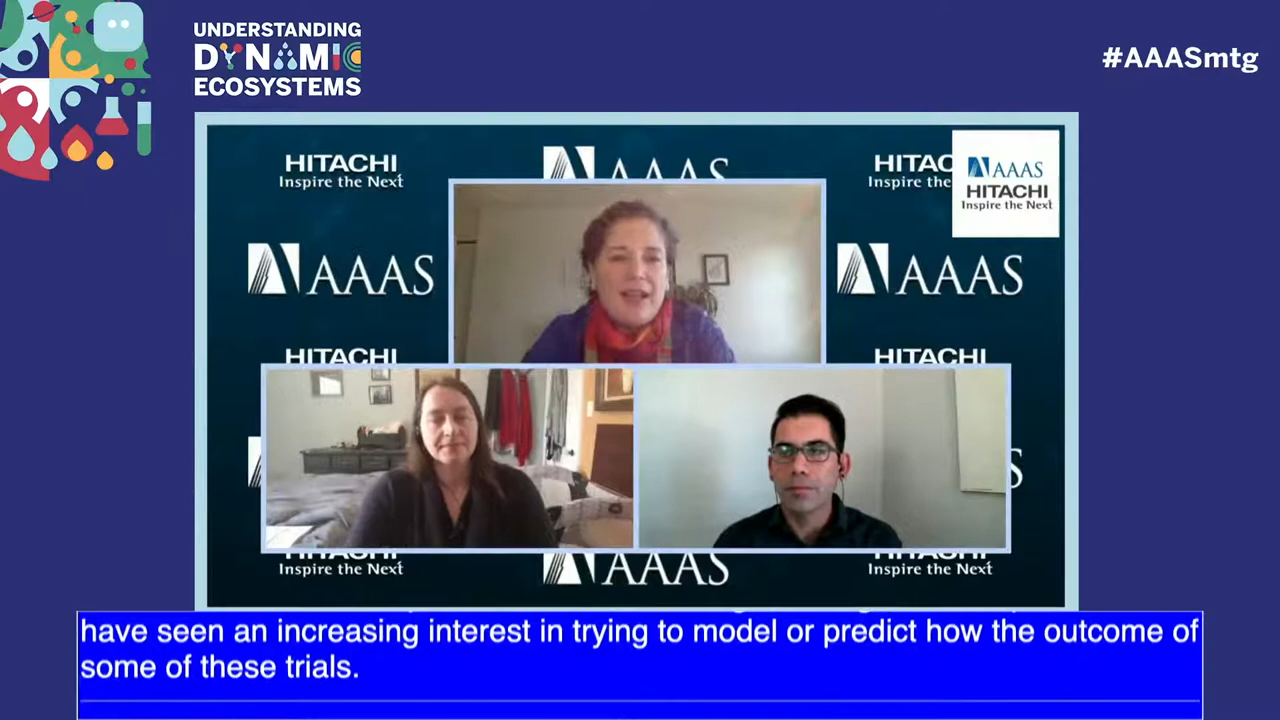 UNDERSTANDING
DYNAMIC
ECOSYSTEMS
#AAASmtg
HITACHI
Inspire the Next
AAAS
HITAC
Inspire the
AAAS
HITACHI
Inspire the Next
AAAS
AAAS
HITACHI
HITACHI
S
HITACHI
Inspire the Next
AAAS
HITACHI
Inspire the Next
have seen an increasing interest in trying to model or predict how the outcome of
some of these trials.